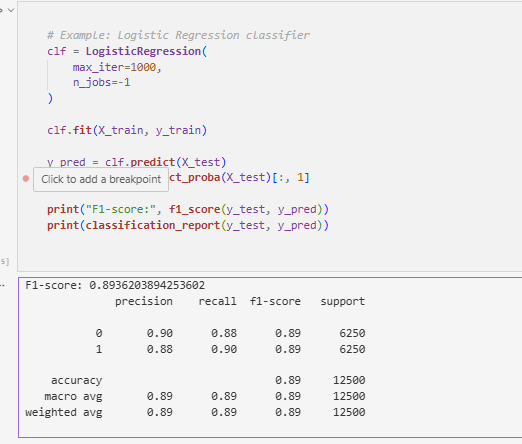 # Example: Logistic Regression classifier
clf = LogisticRegression(
max_iter=1000,
n_jobs=-1
)
clf.fit(X_train, y_train)
y_pred = clf.predict(X_test)
Click to add a breakpoint
ct_proba(X_test)[:, 1]
print("F1-score:", f1_score(y_test, y_pred))
print(classification_report(y_test, y_pred))
s]
F1-score: 0.8936203894253602
precision recall f1-score support
0 0.90 0.88 0.89 6250
1 0.88 0.90 0.89 6250
accuracy 0.89 12500
macro avg 0.89 0.89 0.89 12500
weighted avg 0.89 0.89 0.89 12500